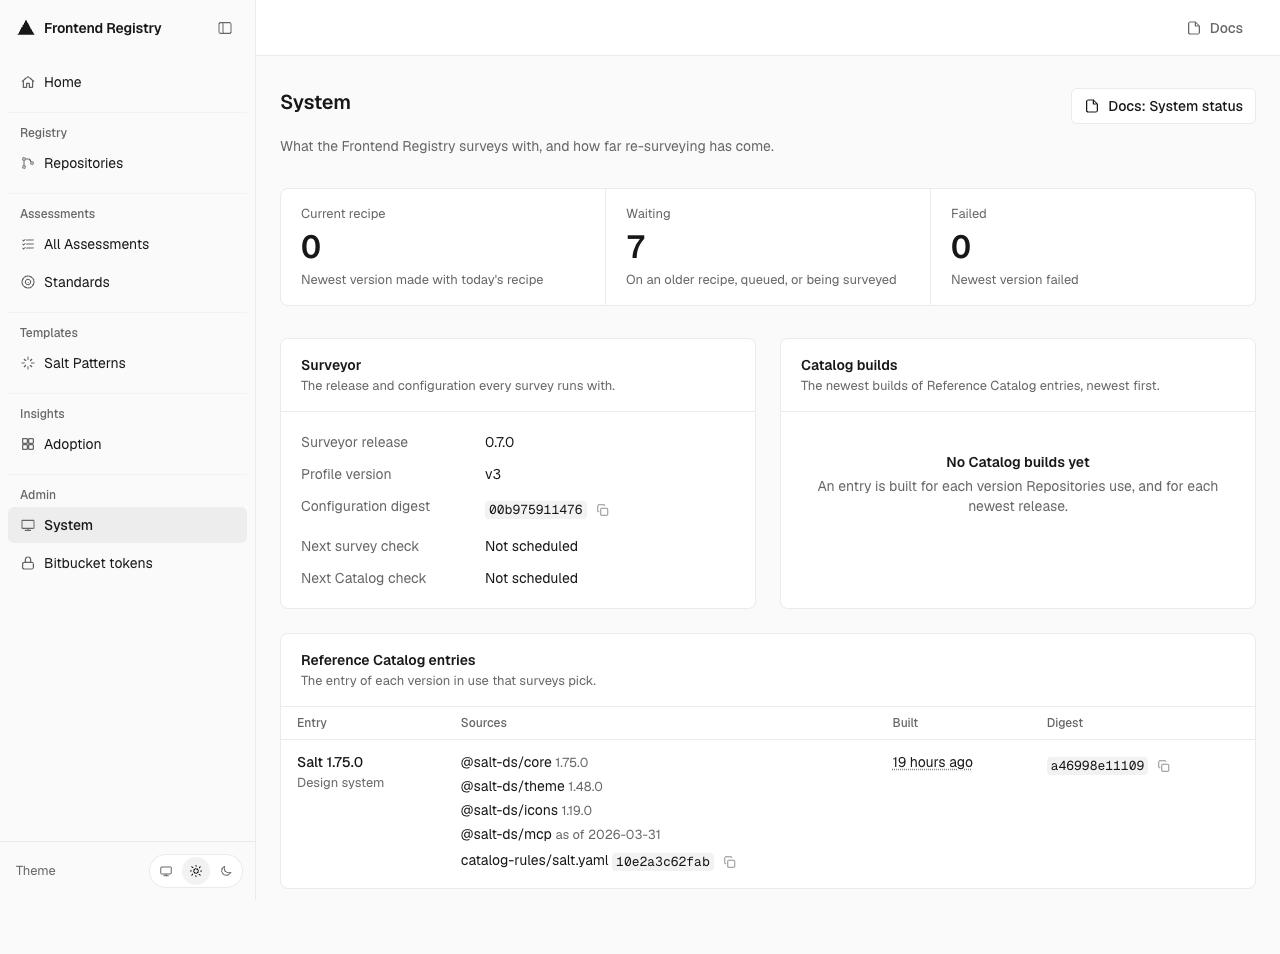 Frontend Registry
Docs
Home
Registry
Repositories
Assessments
All Assessments
Standards
Templates
Salt Patterns
Insights
Adoption
Admin
System
Bitbucket tokens
Theme
System
Docs: System status
What the Frontend Registry surveys with, and how far re-surveying has come.
Current recipe
0
Newest version made with today's recipe
Waiting
7
On an older recipe, queued, or being surveyed
Failed
0
Newest version failed
Surveyor
The release and configuration every survey runs with.
Surveyor release 0.7.0
Profile version v3
Configuration digest 00b975911476
Next survey check Not scheduled
Next Catalog check Not scheduled
Catalog builds
The newest builds of Reference Catalog entries, newest first.
No Catalog builds yet
An entry is built for each version Repositories use, and for each
newest release.
Reference Catalog entries
The entry of each version in use that surveys pick.
Entry Sources Built Digest
Salt 1.75.0
Design system
@salt-ds/core 1.75.0
@salt-ds/theme 1.48.0
@salt-ds/icons 1.19.0
@salt-ds/mcp as of 2026-03-31
catalog-rules/salt.yaml 10e2a3c62fab
19 hours ago
a46998e11109